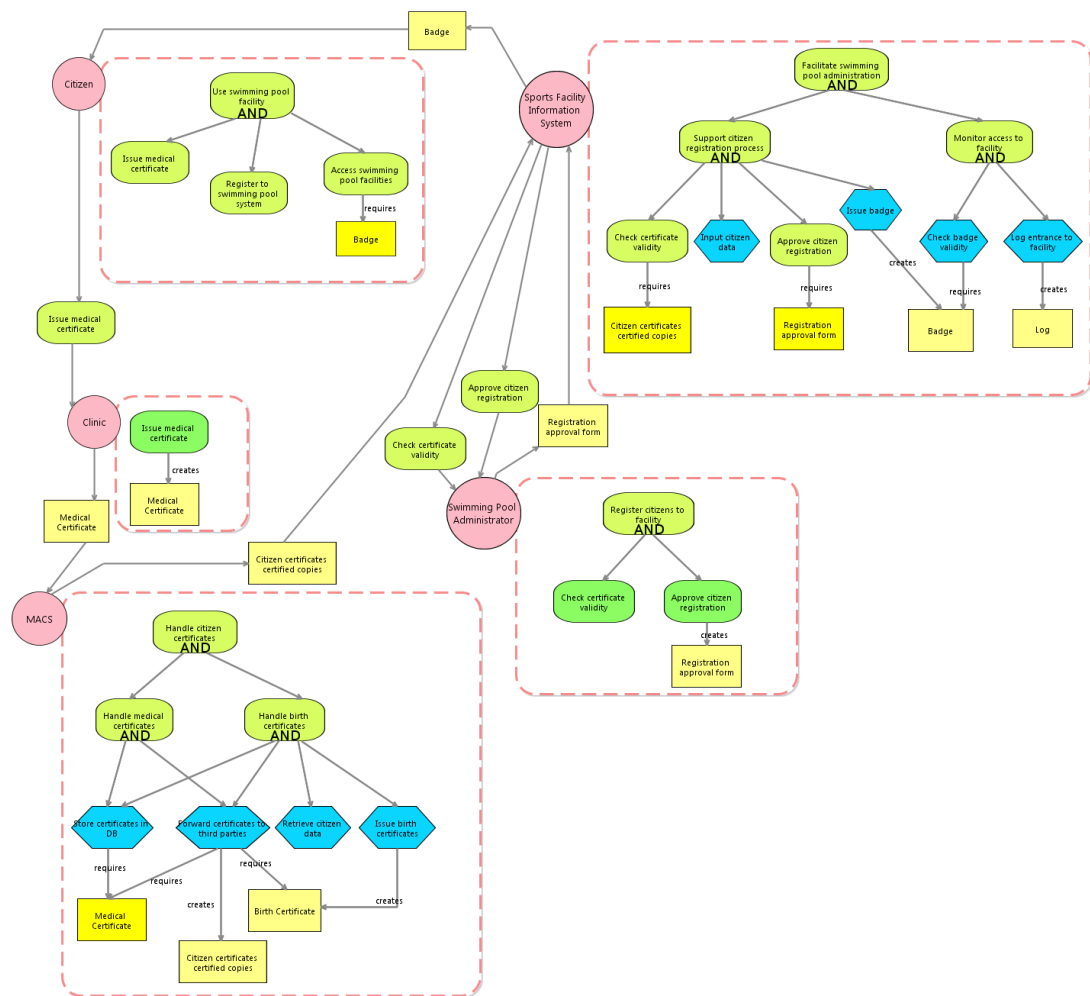 Badge
Citizen
Use swimming pool
facility
AND
Issue medical
certificate
Register to
swimming pool
system
Access swimming
pool facilities
requires
Badge
Sports Facility
Information
System
Facilitate swimming
pool administration
AND
Support citizen
registration process
AND
Monitor access to
facility
AND
Check certificate
validity
Input citizen
data
Approve citizen
registration
Issue badge
Check badge
validity
Log entrance to
facility
requires
requires
creates
requires
creates
Citizen certificates
certified copies
Registration
approval form
Badge
Log
Issue medical
certificate
Clinic
Issue medical
certificate
creates
Medical
Certificate
Medical
Certificate
Approve citizen
registration
Check certificate
validity
Registration
approval form
Swimming Pool
Administrator
Register citizens to
facility
AND
Check certificate
validity
Approve citizen
registration
creates
Registration
approval form
Citizen certificates
certified copies
MACS
Handle citizen
certificates
AND
Handle medical
certificates
AND
Handle birth
certificates
AND
Store certificates in
DB
Forward certificates to
third parties
Retrieve citizen
data
Issue birth
certificates
requires
requires
requires
creates
creates
Medical
Certificate
Birth Certificate
Citizen certificates
certified copies